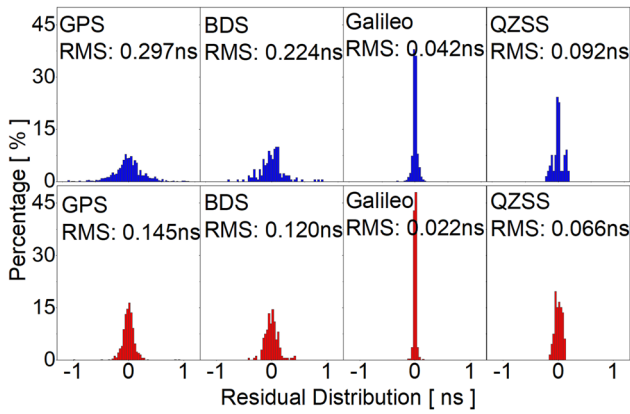 45 GPS BDS Galileo QZSS
RMS: 0.297ns RMS: 0.224ns RMS: 0.042ns RMS: 0.092ns
30
15
0
45 GPS BDS Galileo QZSS
RMS: 0.145ns RMS: 0.120ns RMS: 0.022ns RMS: 0.066ns
30
15
0
-1 0 1 -1 0 1 -1 0 1 -1 0 1
Percentage [ % ]
Residual Distribution [ ns ]